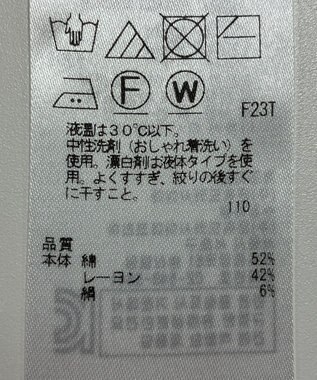 F W
F23T
液温は30℃以下。
中性洗剤(おしゃれ着洗い)を
使用。漂白剤は液体タイプを使
用。よくすすぎ、絞りの後すぐ
に干すこと。
110
品質
本体 綿 52%
レーヨン 42%
絹 6%